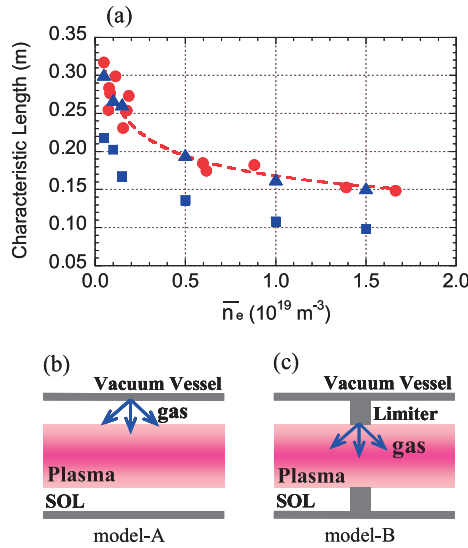 (a)
Characteristic Length (m)
0.35
0.30
0.25
0.20
0.15
0.10
0.05
0.0 0.5 1.0 1.5 2.0
n̅e (10¹⁹ m⁻³)
(b) (c)
Vacuum Vessel Vacuum Vessel
gas Limiter
gas
Plasma Plasma
SOL SOL
model-A model-B